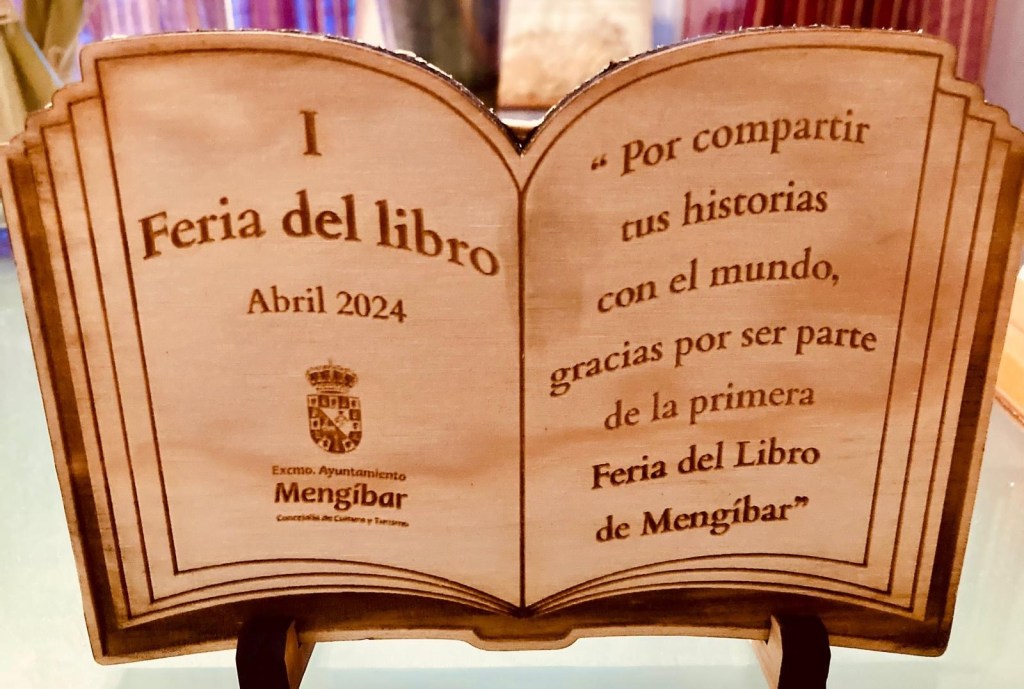 I
Feria del libro
Abril 2024
Excmo. Ayuntamiento
Mengíbar
Concejalía de Cultura y Turismo
“ Por compartir
tus historias
con el mundo,
gracias por ser parte
de la primera
Feria del Libro
de Mengíbar”